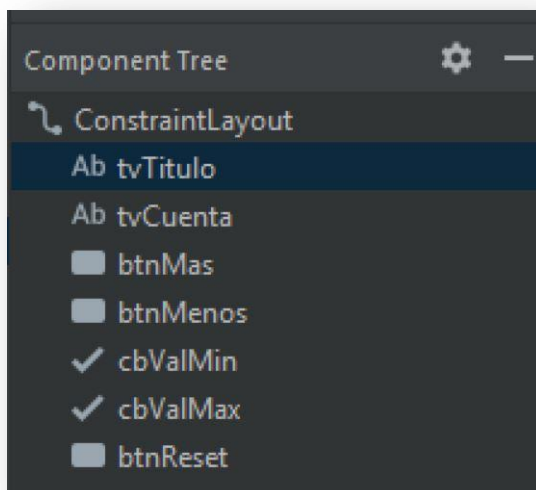 Component Tree
ConstraintLayout
Ab tvTitulo
Ab tvCuenta
btnMas
btnMenos
cbValMin
cbValMax
btnReset